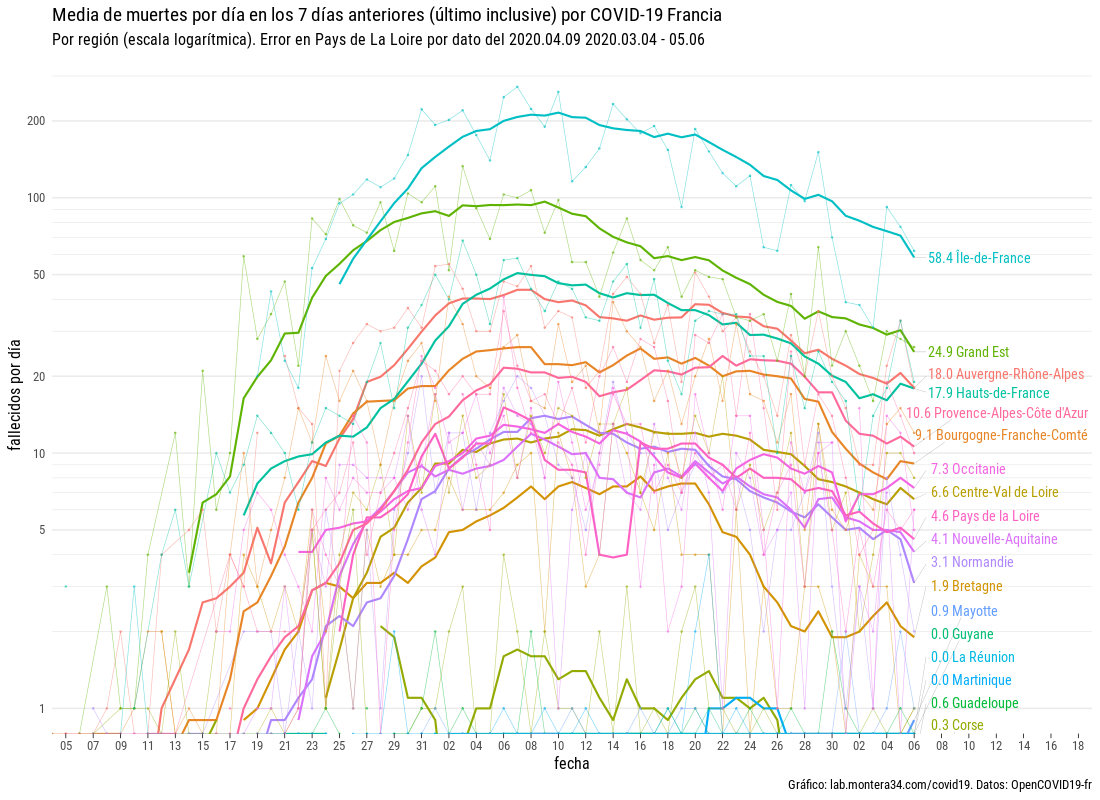 Media de muertes por día en los 7 días anteriores (último inclusive) por COVID-19 Francia
Por región (escala logarítmica). Error en Pays de La Loire por dato del 2020.04.09 2020.03.04 - 05.06
fallecidos por día
200
100
50
20
10
5
1
58.4 Île-de-France
24.9 Grand Est
18.0 Auvergne-Rhône-Alpes
17.9 Hauts-de-France
10.6 Provence-Alpes-Côte d'Azur
9.1 Bourgogne-Franche-Comté
7.3 Occitanie
6.6 Centre-Val de Loire
4.6 Pays de la Loire
4.1 Nouvelle-Aquitaine
3.1 Normandie
1.9 Bretagne
0.9 Mayotte
0.0 Guyane
0.0 La Réunion
0.0 Martinique
0.6 Guadeloupe
0.3 Corse
05 07 09 11 13 15 17 19 21 23 25 27 29 31 02 04 06 08 10 12 14 16 18 20 22 24 26 28 30 02 04 06 08 10 12 14 16 18
fecha
Gráfico: lab.montera34.com/covid19. Datos: OpenCOVID19-fr